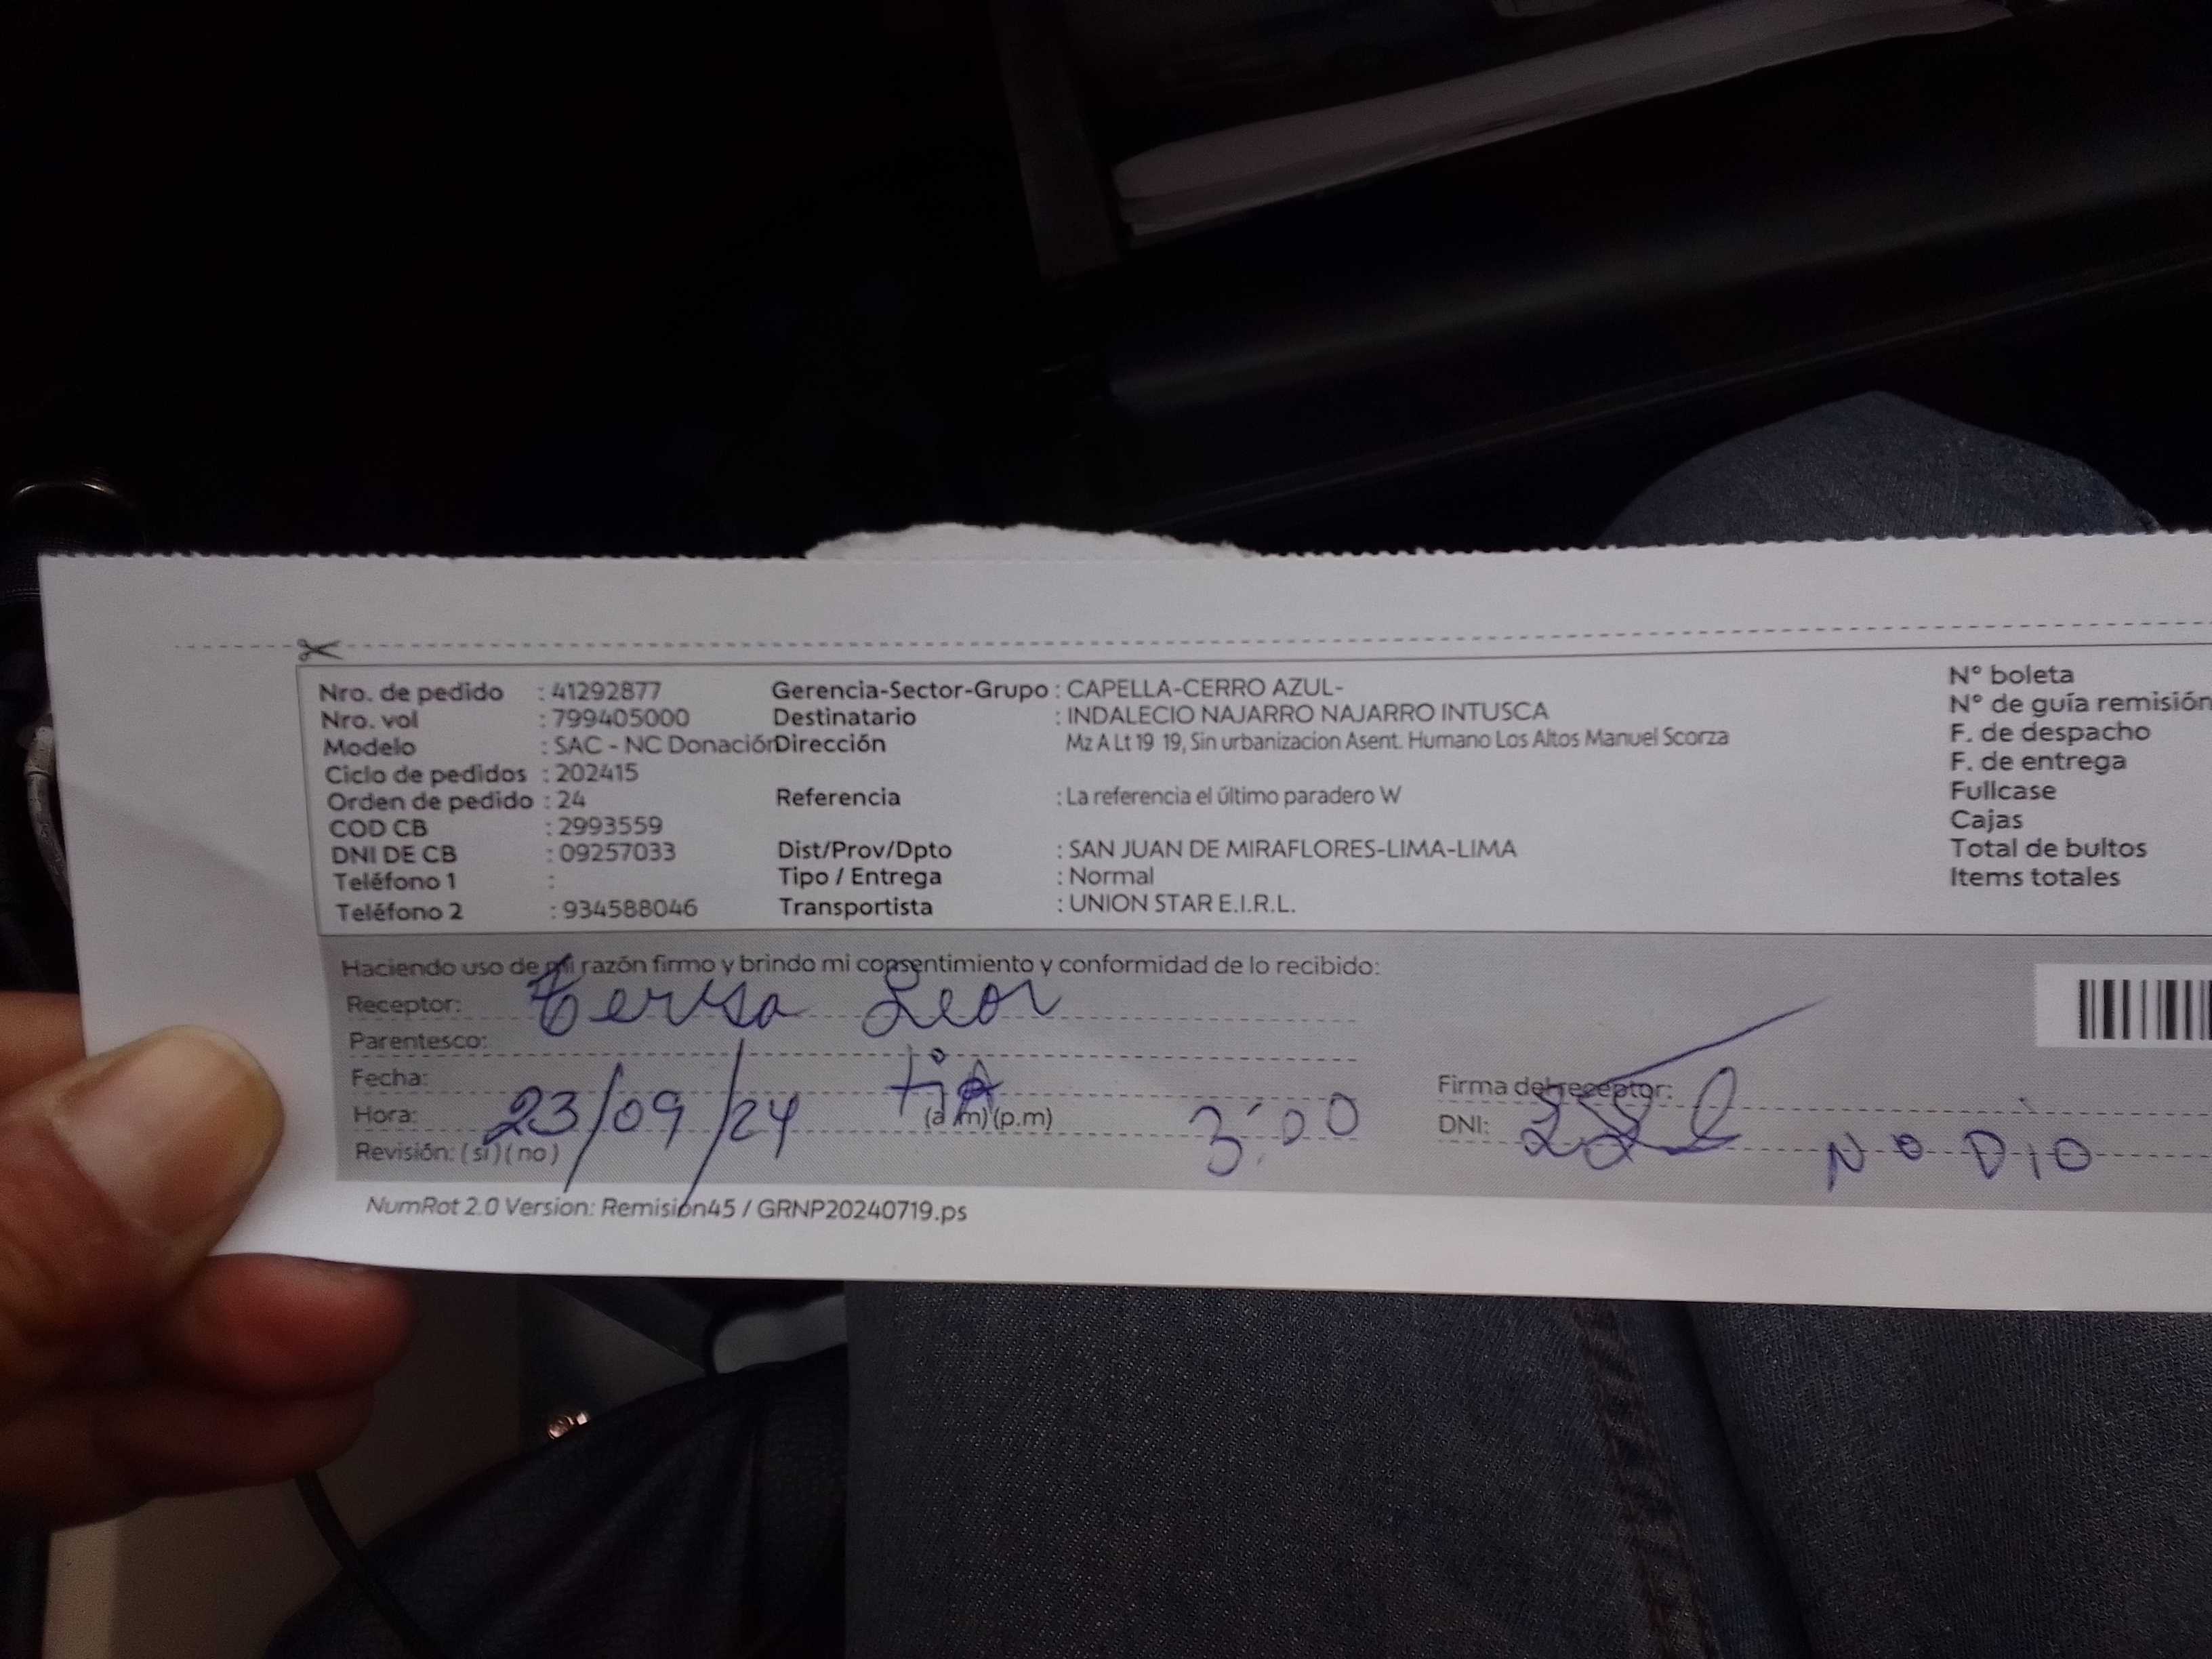 Nro. de pedido : 41292877 Gerencia-Sector-Grupo : CAPELLA-CERRO AZUL- N° boleta
Nro. vol : 799405000 Destinatario : INDALECIO NAJARRO NAJARRO INTUSCA N° de guía remisión
Modelo : SAC - NC Donación Dirección Mz A Lt 19 19, Sin urbanizacion Asent. Humano Los Altos Manuel Scorza F. de despacho
Ciclo de pedidos : 202415 F. de entrega
Orden de pedido : 24 Referencia : La referencia el último paradero W Fullcase
COD CB : 2993559 Cajas
DNI DE CB : 09257033 Dist/Prov/Dpto : SAN JUAN DE MIRAFLORES-LIMA-LIMA Total de bultos
Teléfono 1 : Tipo / Entrega : Normal Items totales
Teléfono 2 : 934588046 Transportista : UNION STAR E.I.R.L.
Haciendo uso de mi razón firmo y brindo mi consentimiento y conformidad de lo recibido:
Receptor: Tersa Leon
Parentesco:
Fecha: tia Firma del receptor:
Hora: 23/09/24 (a.m)(p.m) 3:00 DNI: NO DIO
Revisión: (si) (no)
NumRot 2.0 Version: Remisión45 / GRNP20240719.ps